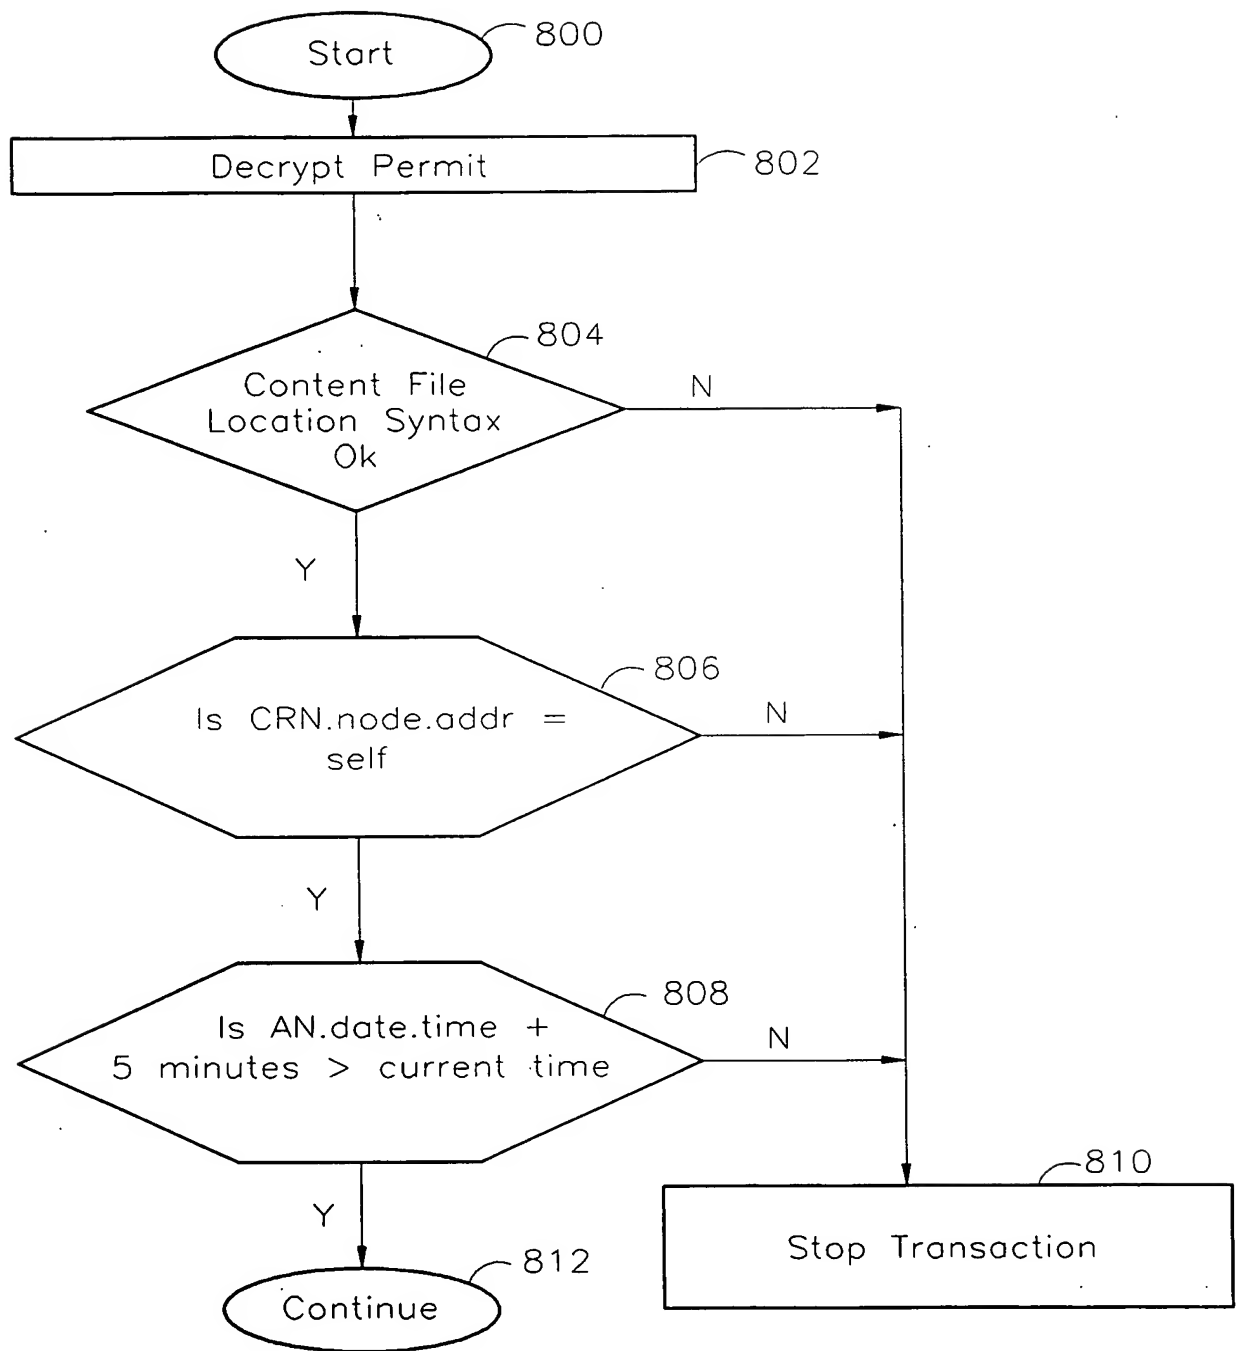 Start
800
Decrypt Permit
802
804
Content File
Location Syntax
Ok
N
Y
806
Is CRN.node.addr =
self
N
Y
808
Is AN.date.time +
5 minutes > current time
N
Y
810
Stop Transaction
812
Continue